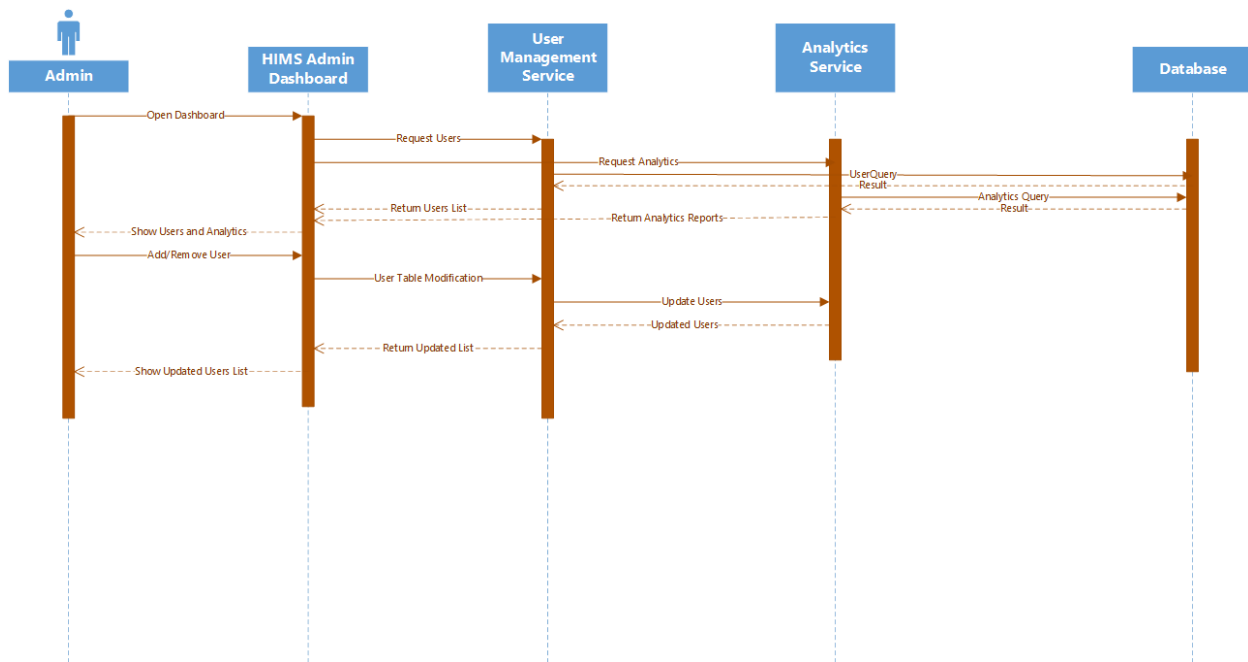 Admin
HIMS Admin
Dashboard
User
Management
Service
Analytics
Service
Database
Open Dashboard
Request Users
Request Analytics
UserQuery
Result
Analytics Query
Result
Return Users List
Return Analytics Reports
Show Users and Analytics
Add/Remove User
User Table Modification
Update Users
Updated Users
Return Updated List
Show Updated Users List